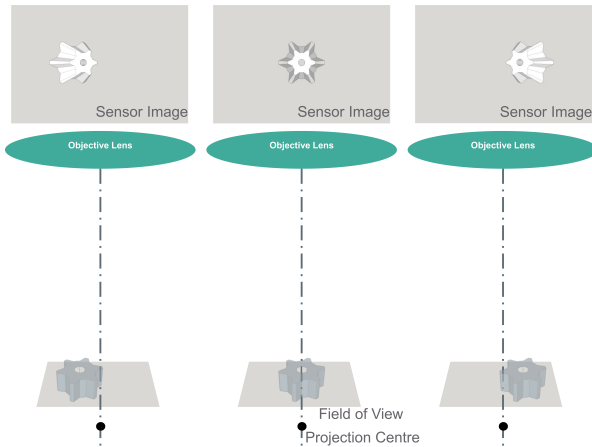 Sensor Image
Sensor Image
Sensor Image
Objective Lens
Objective Lens
Objective Lens
Field of View
Projection Centre